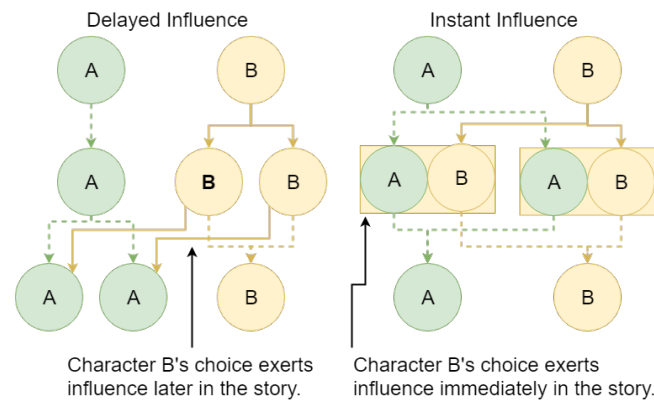 Delayed Influence
Instant Influence
A
B
A
B
A
B
B
A
B
A
B
A
A
B
A
B
Character B's choice exerts
influence later in the story.
Character B's choice exerts
influence immediately in the story.